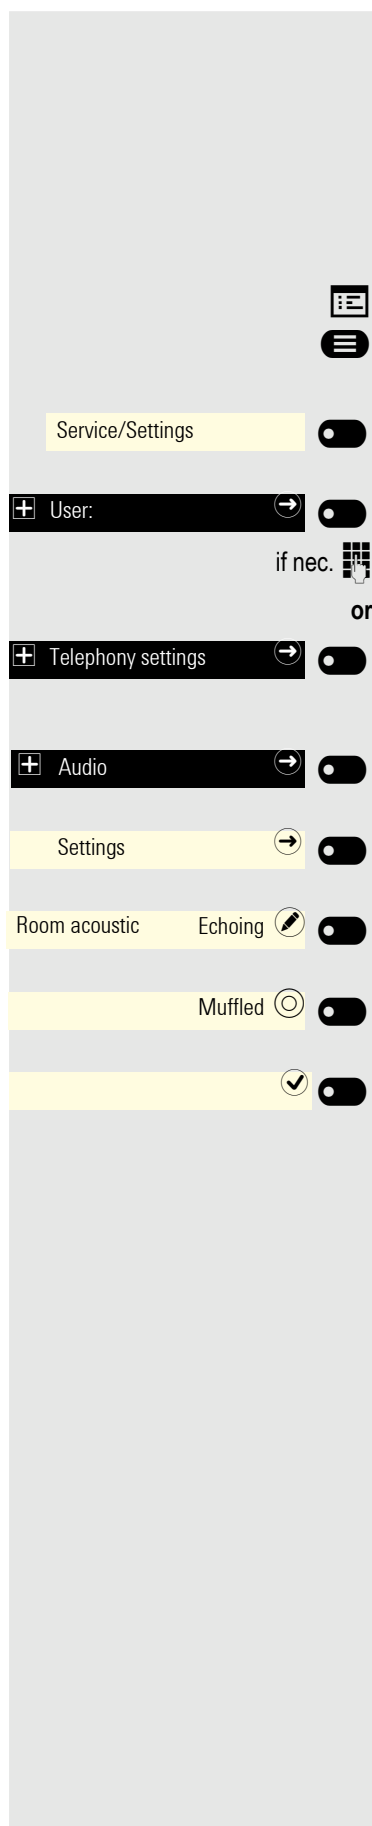 Service/Settings
User:
if nec.
or
Telephony settings
Audio
Settings
Room acoustic Echoing
Muffled